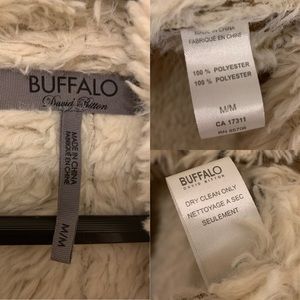 BUFFALO
David Bitton
MADE IN CHINA
FABRIQUÉ EN CHINE
M/M
MADE IN CHINA
FABRIQUÉ EN CHINE
100 % POLYESTER
100 % POLYESTER
M/M
CA 17311
BUFFALO
DAVID BITTON
DRY CLEAN ONLY
NETTOYAGE A SEC
SEULEMENT